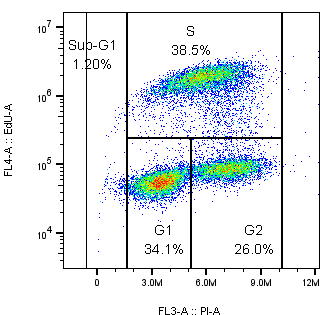 10^7
Sub-G1
1.20%
S
38.5%
10^6
FL4-A :: EdU-A
10^5
10^4
G1
34.1%
G2
26.0%
0 3.0M 6.0M 9.0M 12M
FL3-A :: PI-A